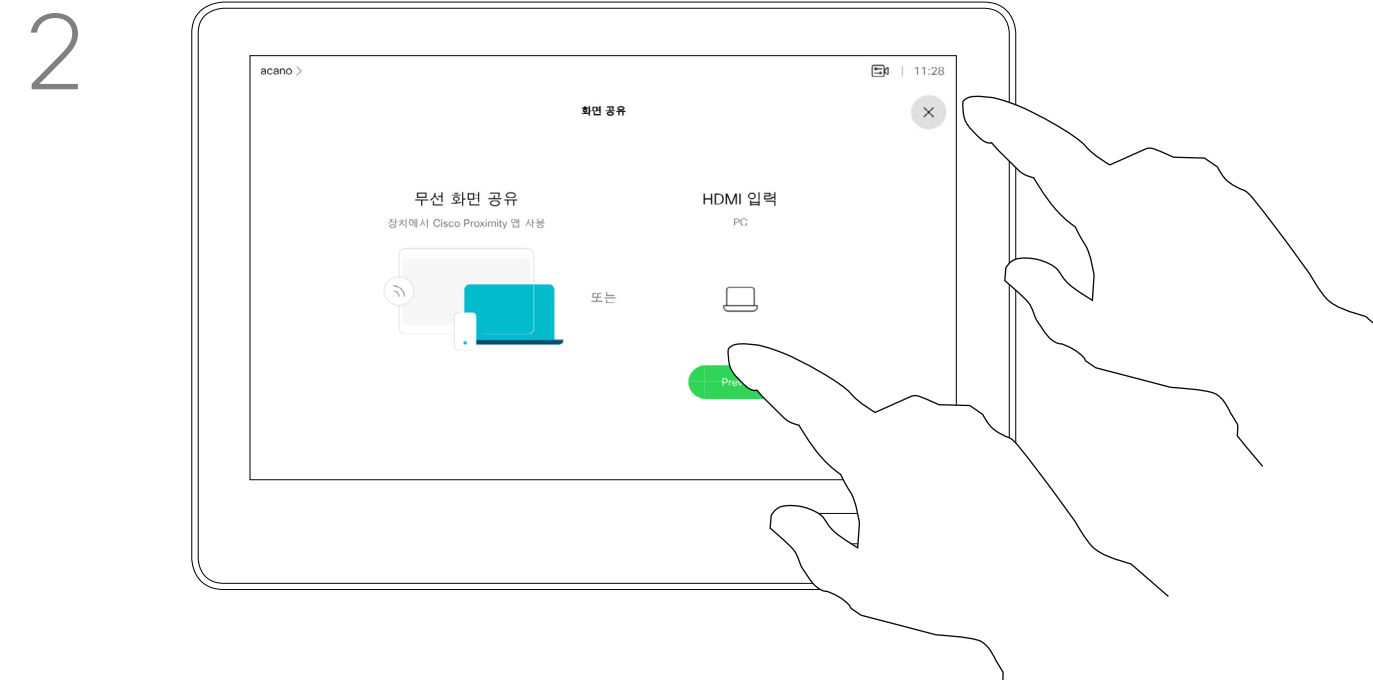 2
acano >
11:28
화면 공유
무선 화면 공유
장치에서 Cisco Proximity 앱 사용
또는
HDMI 입력
PC